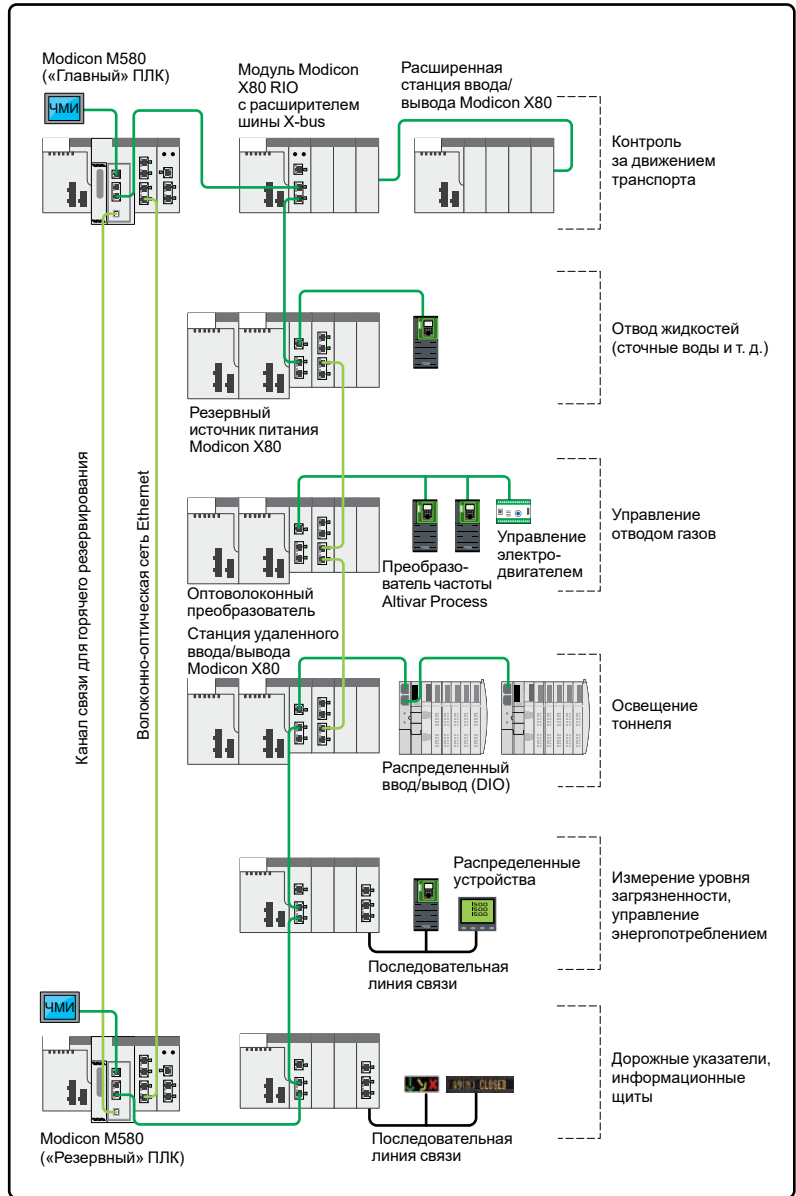 Modicon M580
(«Главный» ПЛК)
ЧМИ
Модуль Modicon
X80 RIO
с расширителем
шины X-bus
Расширенная
станция ввода/
вывода Modicon X80
Контроль
за движением
транспорта
Отвод жидкостей
(сточные воды и т. д.)
Резервный
источник питания
Modicon X80
Канал связи для горячего резервирования
Волоконно-оптическая сеть Ethernet
Управление
отводом газов
Управление
электро-
двигателем
Преобразо-
ватель частоты
Altivar Process
Оптоволоконный
преобразователь
Станция удаленного
ввода/вывода
Modicon X80
Освещение
тоннеля
Распределенный
ввод/вывод (DIO)
Распределенные
устройства
1500
1500
1500
Измерение уровня
загрязненности,
управление
энергопотреблением
Последовательная
линия связи
ЧМИ
Дорожные указатели,
информационные
щиты
CLOSED
Modicon M580
(«Резервный» ПЛК)
Последовательная
линия связи